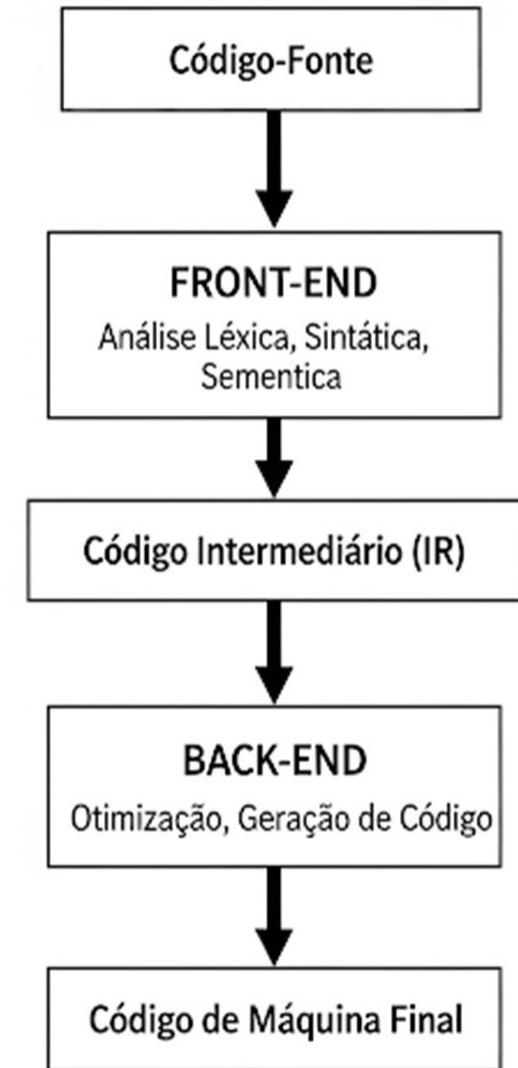 Código-Fonte
FRONT-END
Análise Léxica, Sintática,
Sementica
Código Intermediário (IR)
BACK-END
Otimização, Geração de Código
Código de Máquina Final